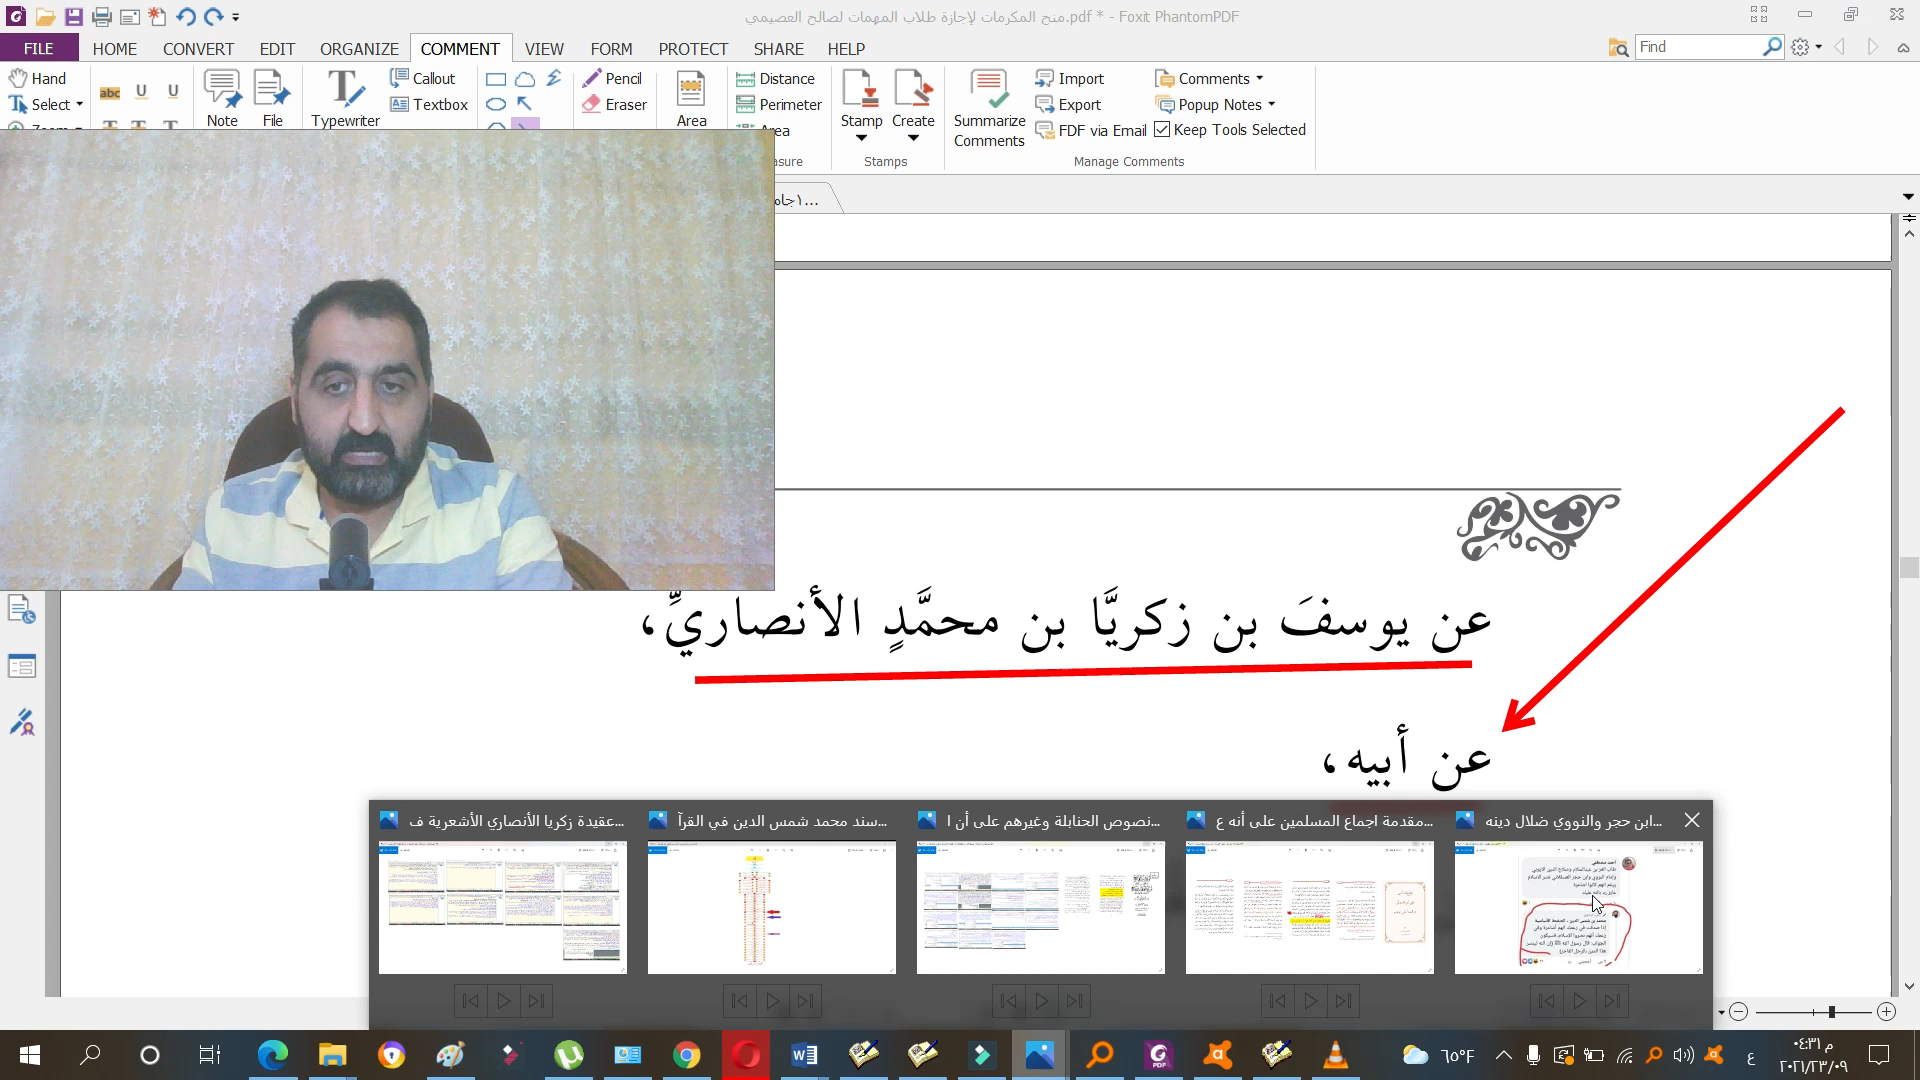 منح المكرمات لإجازة طلاب المهمات لصالح العصيمي.pdf * - Foxit PhantomPDF
FILE HOME CONVERT EDIT ORGANIZE COMMENT VIEW FORM PROTECT SHARE HELP
Find
Hand
Select
Note
File
Typewriter
Callout
Textbox
Pencil
Eraser
Area
Distance
Perimeter
Area
Stamp
Create
Stamps
Summarize
Comments
Import
Export
FDF via Email
Comments
Popup Notes
Keep Tools Selected
Manage Comments
عن يوسفَ بن زكريَّا بن محمَّدٍ الأنصاريِّ،
عن أبيه،
عقيدة زكريا الأنصاري الأشعرية ف...
سند محمد شمس الدين في القرآ...
نصوص الحنابلة وغيرهم على أن ا...
مقدمة اجماع المسلمين على أنه ع...
ابن حجر والنووي ضلال دينه...
٦٥°F
ع
م ٠٤:٣١
٢٠٢١/٢٣/٠٩